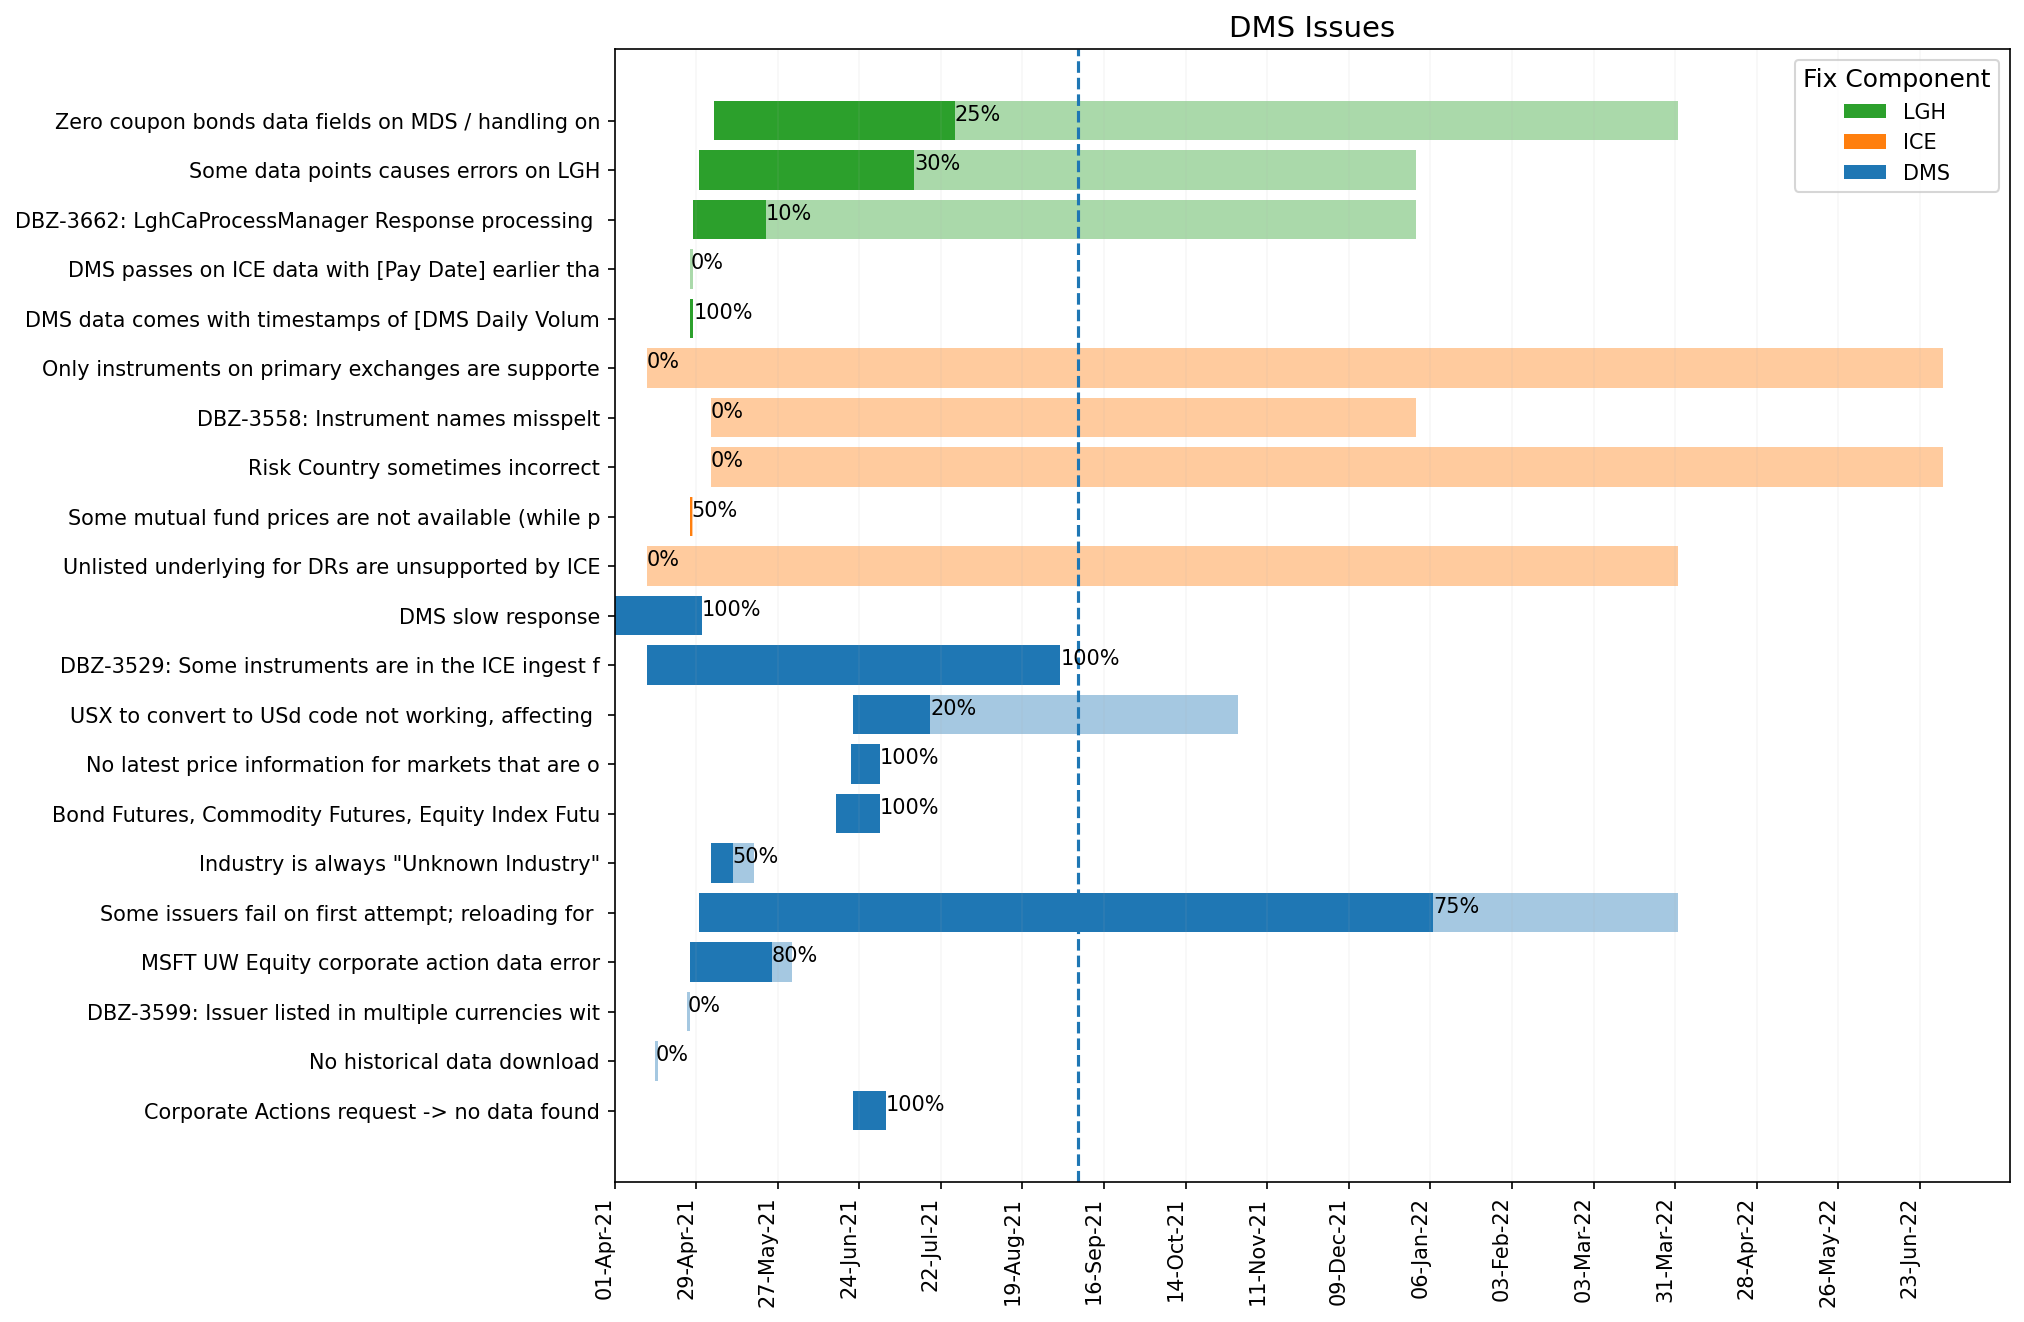 DMS Issues
Fix Component
LGH
ICE
DMS
Zero coupon bonds data fields on MDS / handling on
25%
Some data points causes errors on LGH
30%
DBZ-3662: LghCaProcessManager Response processing
10%
DMS passes on ICE data with [Pay Date] earlier tha
0%
DMS data comes with timestamps of [DMS Daily Volum
100%
Only instruments on primary exchanges are supporte
0%
DBZ-3558: Instrument names misspelt
0%
Risk Country sometimes incorrect
0%
Some mutual fund prices are not available (while p
50%
Unlisted underlying for DRs are unsupported by ICE
0%
DMS slow response
100%
DBZ-3529: Some instruments are in the ICE ingest f
100%
USX to convert to USd code not working, affecting
20%
No latest price information for markets that are o
100%
Bond Futures, Commodity Futures, Equity Index Futu
100%
Industry is always "Unknown Industry"
50%
Some issuers fail on first attempt; reloading for
75%
MSFT UW Equity corporate action data error
80%
DBZ-3599: Issuer listed in multiple currencies wit
0%
No historical data download
0%
Corporate Actions request -> no data found
100%
01-Apr-21
29-Apr-21
27-May-21
24-Jun-21
22-Jul-21
19-Aug-21
16-Sep-21
14-Oct-21
11-Nov-21
09-Dec-21
06-Jan-22
03-Feb-22
03-Mar-22
31-Mar-22
28-Apr-22
26-May-22
23-Jun-22